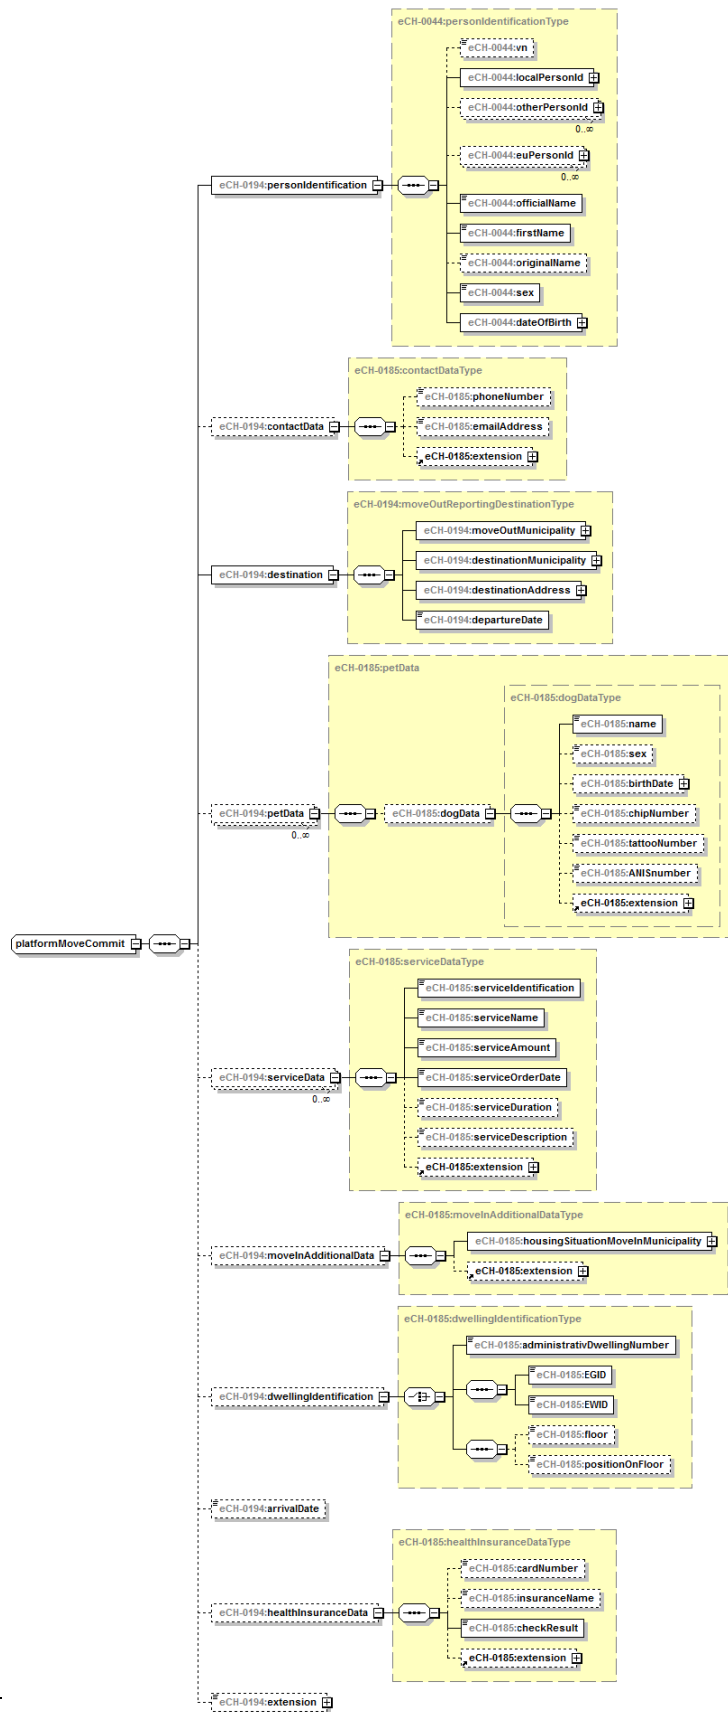 eCH-0044:personIdentificationType
eCH-0044:vn
eCH-0044:localPersonId
eCH-0044:otherPersonId
0..∞
eCH-0044:euPersonId
0..∞
eCH-0194:personIdentification
eCH-0044:officialName
eCH-0044:firstName
eCH-0044:originalName
eCH-0044:sex
eCH-0044:dateOfBirth
eCH-0185:contactDataType
eCH-0185:phoneNumber
eCH-0194:contactData
eCH-0185:emailAddress
eCH-0185:extension
eCH-0194:moveOutReportingDestinationType
eCH-0194:moveOutMunicipality
eCH-0194:destinationMunicipality
eCH-0194:destination
eCH-0194:destinationAddress
eCH-0194:departureDate
eCH-0185:petData
eCH-0185:dogDataType
eCH-0185:name
eCH-0185:sex
eCH-0185:birthDate
eCH-0194:petData
0..∞
eCH-0185:dogData
eCH-0185:chipNumber
eCH-0185:tattooNumber
eCH-0185:ANISnumber
eCH-0185:extension
platformMoveCommit
eCH-0185:serviceDataType
eCH-0185:serviceIdentification
eCH-0185:serviceName
eCH-0185:serviceAmount
eCH-0194:serviceData
0..∞
eCH-0185:serviceOrderDate
eCH-0185:serviceDuration
eCH-0185:serviceDescription
eCH-0185:extension
eCH-0185:moveInAdditionalDataType
eCH-0185:housingSituationMoveInMunicipality
eCH-0194:moveInAdditionalData
eCH-0185:extension
eCH-0185:dwellingIdentificationType
eCH-0185:administrativDwellingNumber
eCH-0185:EGID
eCH-0194:dwellingIdentification
eCH-0185:EWID
eCH-0185:floor
eCH-0185:positionOnFloor
eCH-0194:arrivalDate
eCH-0185:healthInsuranceDataType
eCH-0185:cardNumber
eCH-0185:insuranceName
eCH-0194:healthInsuranceData
eCH-0185:checkResult
eCH-0185:extension
eCH-0194:extension